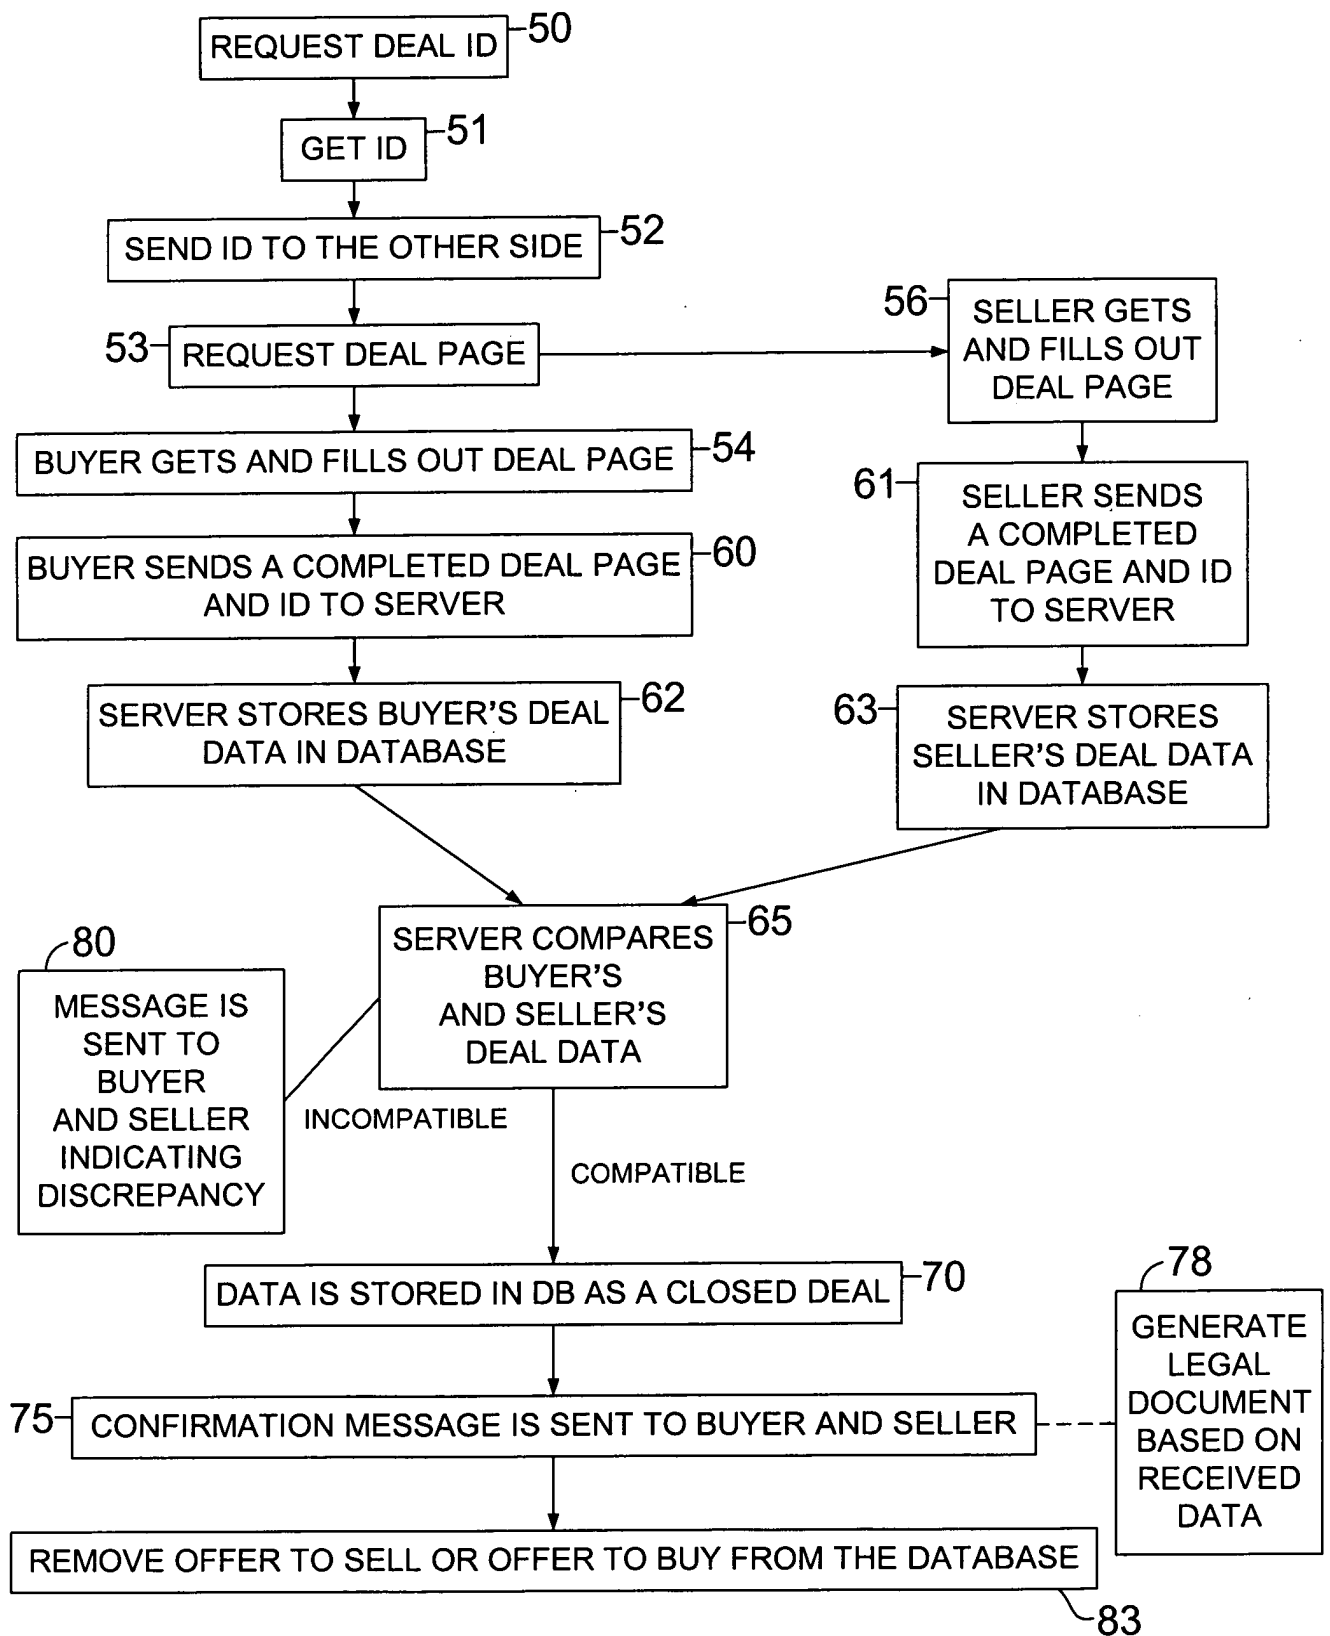 50
REQUEST DEAL ID
51
GET ID
52
SEND ID TO THE OTHER SIDE
53
REQUEST DEAL PAGE
56
SELLER GETS
AND FILLS OUT
DEAL PAGE
54
BUYER GETS AND FILLS OUT DEAL PAGE
61
SELLER SENDS
A COMPLETED
DEAL PAGE AND ID
TO SERVER
60
BUYER SENDS A COMPLETED DEAL PAGE
AND ID TO SERVER
62
SERVER STORES BUYER'S DEAL
DATA IN DATABASE
63
SERVER STORES
SELLER'S DEAL DATA
IN DATABASE
65
SERVER COMPARES
BUYER'S
AND SELLER'S
DEAL DATA
80
MESSAGE IS
SENT TO
BUYER
AND SELLER
INDICATING
DISCREPANCY
INCOMPATIBLE
COMPATIBLE
70
DATA IS STORED IN DB AS A CLOSED DEAL
78
GENERATE
LEGAL
DOCUMENT
BASED ON
RECEIVED
DATA
75
CONFIRMATION MESSAGE IS SENT TO BUYER AND SELLER
REMOVE OFFER TO SELL OR OFFER TO BUY FROM THE DATABASE
83